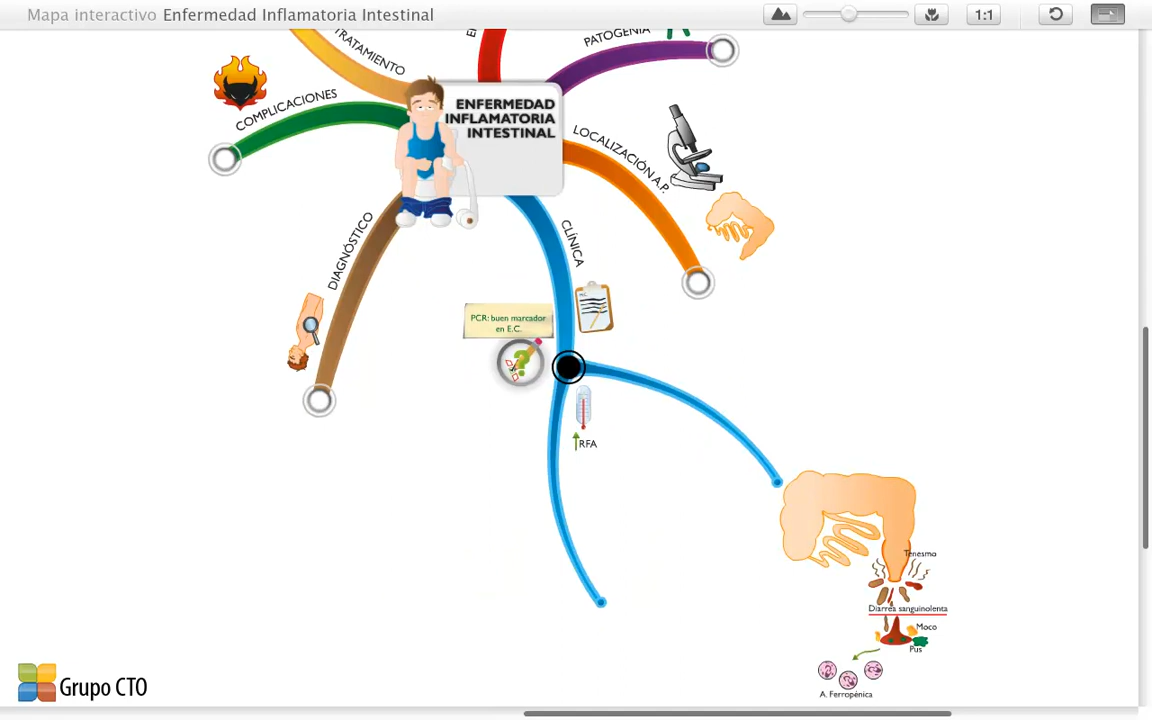 Mapa interactivo Enfermedad Inflamatoria Intestinal
1:1
TRATAMIENTO
PATOGENIA
COMPLICACIONES
ENFERMEDAD
INFLAMATORIA
INTESTINAL
LOCALIZACIÓN A.P.
DIAGNÓSTICO
CLÍNICA
PCR: buen marcador
en E.C.
?
RFA
Tenesmo
Diarrea sanguinolenta
Moco
Pus
A. Ferropénica
Grupo CTO